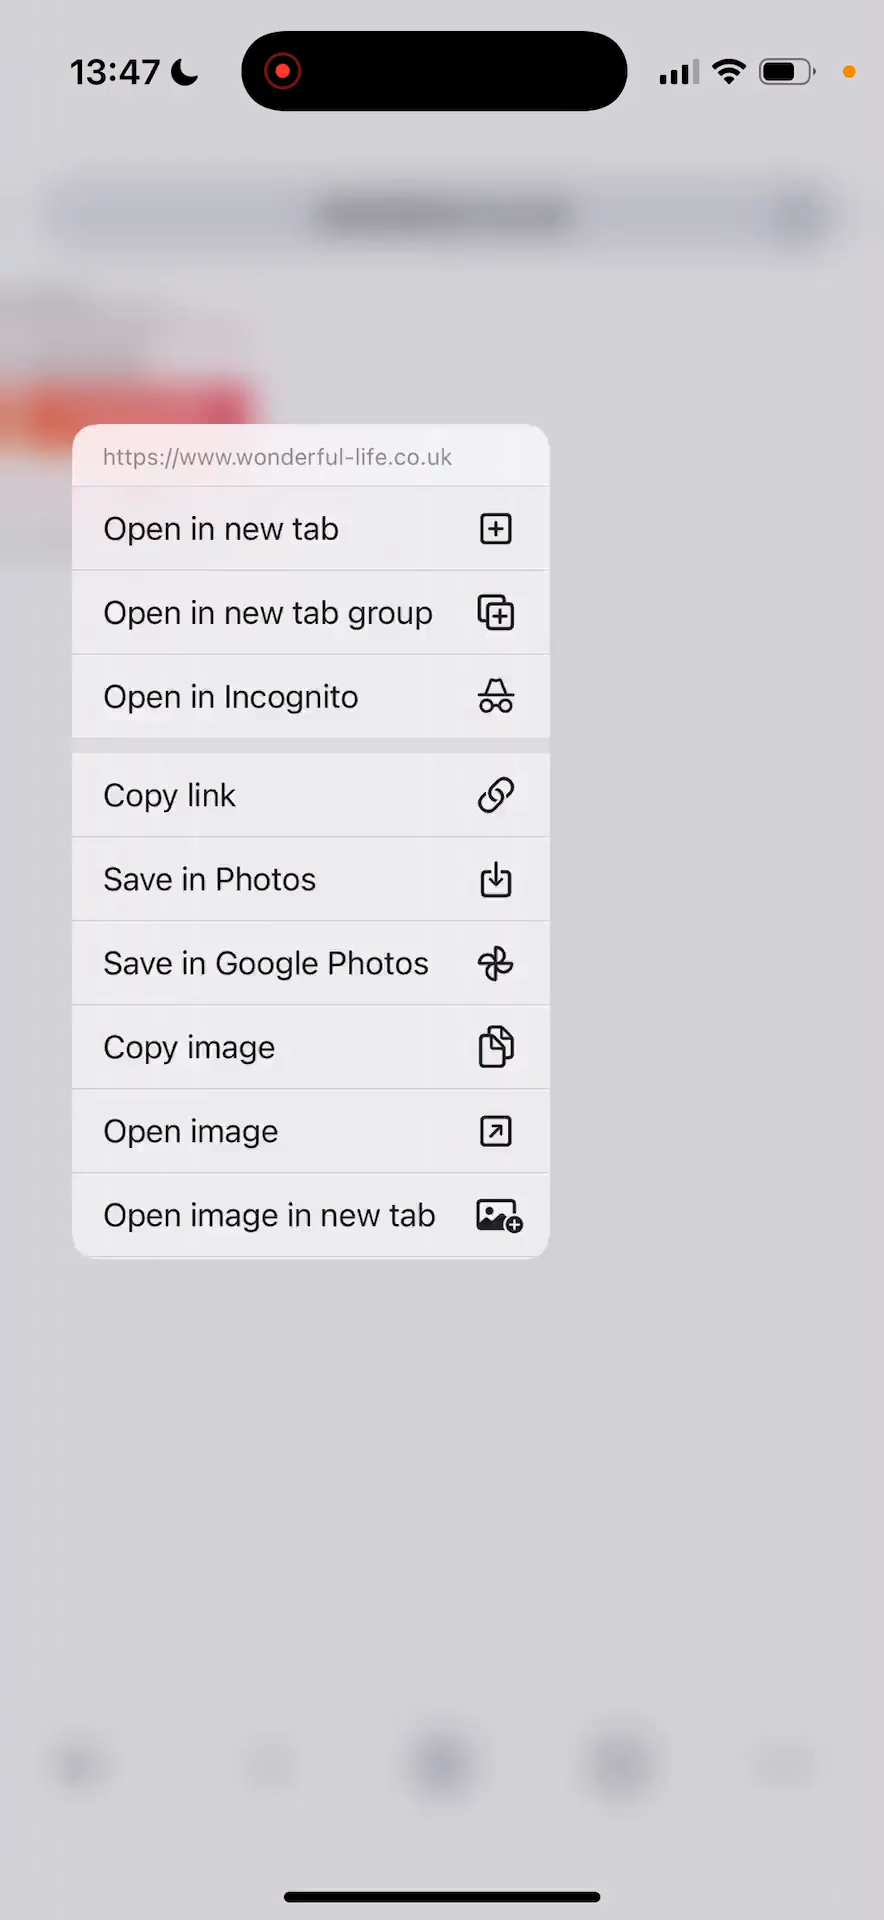 13:47
https://www.wonderful-life.co.uk
Open in new tab
Open in new tab group
Open in Incognito
Copy link
Save in Photos
Save in Google Photos
Copy image
Open image
Open image in new tab